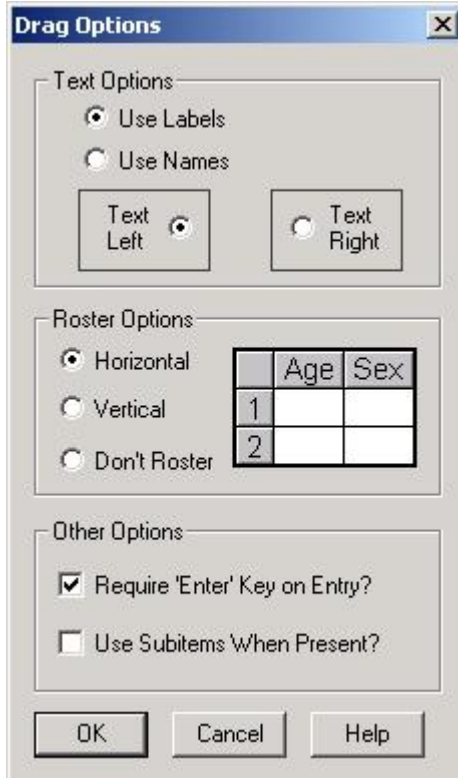 Drag Options
Text Options
Use Labels
Use Names
Text
Left
Text
Right
Roster Options
Horizontal
Vertical
Don't Roster
Age Sex
1
2
Other Options
Require 'Enter' Key on Entry?
Use Subitems When Present?
OK Cancel Help